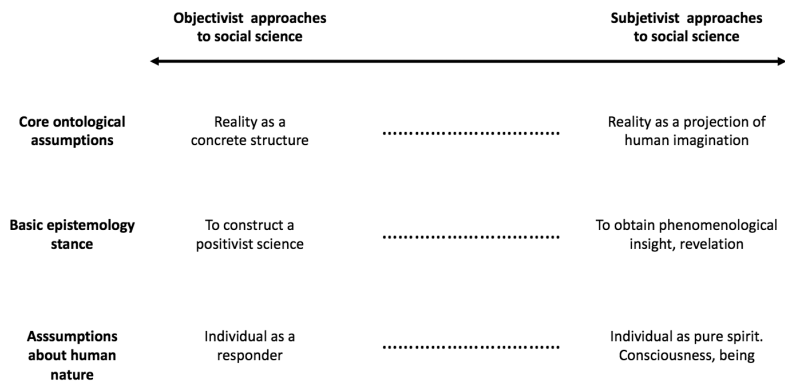 Objectivist approaches
to social science
Subjetivist approaches
to social science
Core ontological
assumptions
Reality as a
concrete structure
.............................
Reality as a projection of
human imagination
Basic epistemology
stance
To construct a
positivist science
.............................
To obtain phenomenological
insight, revelation
Asssumptions
about human
nature
Individual as a
responder
.............................
Individual as pure spirit.
Consciousness, being